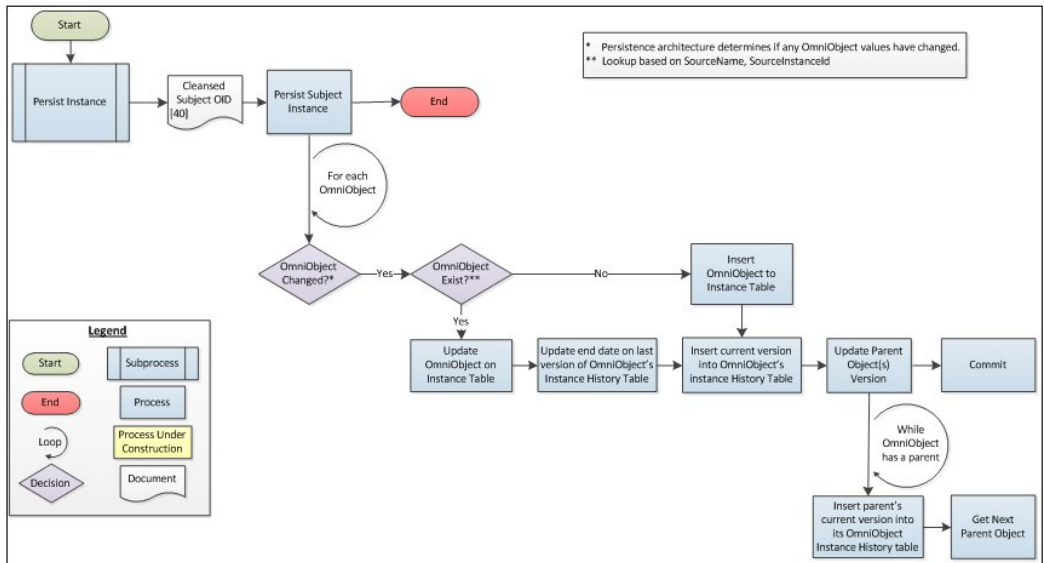 Start
* Persistence architecture determines if any OmniObject values have changed.
** Lookup based on SourceName, SourceInstanceId
Persist Instance
Cleansed
Subject OID
[40]
Persist Subject
Instance
End
For each
OmniObject
OmniObject
Changed?*
Yes
OmniObject
Exist?**
No
Insert
OmniObject to
Instance Table
Yes
Update
OmniObject on
Instance Table
Update end date on last
version of OmniObject's
Instance History Table
Insert current version
into OmniObject's
instance History Table
Update Parent
Object(s)
Version
Commit
While
OmniObject
has a parent
Insert parent's
current version into
its OmniObject
Instance History table
Get Next
Parent Object
Legend
Start
Subprocess
End
Process
Loop
Process Under
Construction
Decision
Document